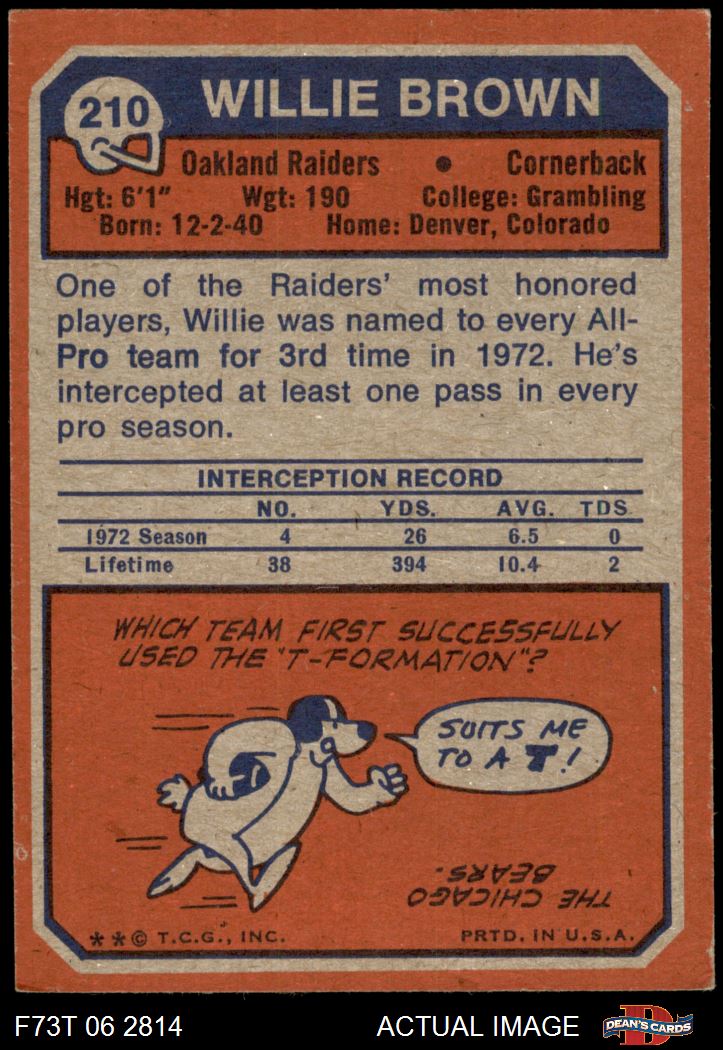 210
WILLIE BROWN
Oakland Raiders • Cornerback
Hgt: 6'1" Wgt: 190 College: Grambling
Born: 12-2-40 Home: Denver, Colorado
One of the Raiders' most honored
players, Willie was named to every All-
Pro team for 3rd time in 1972. He's
intercepted at least one pass in every
pro season.
INTERCEPTION RECORD
NO. YDS. AVG. TDS
1972 Season 4 26 6.5 0
Lifetime 38 394 10.4 2
WHICH TEAM FIRST SUCCESSFULLY
USED THE "T-FORMATION"?
SUITS ME
TO A T!
THE CHICAGO
BEARS.
**© T.C.G., INC. PRTD. IN U.S.A.
F73T 06 2814 ACTUAL IMAGE
D
DEAN'S CARDS